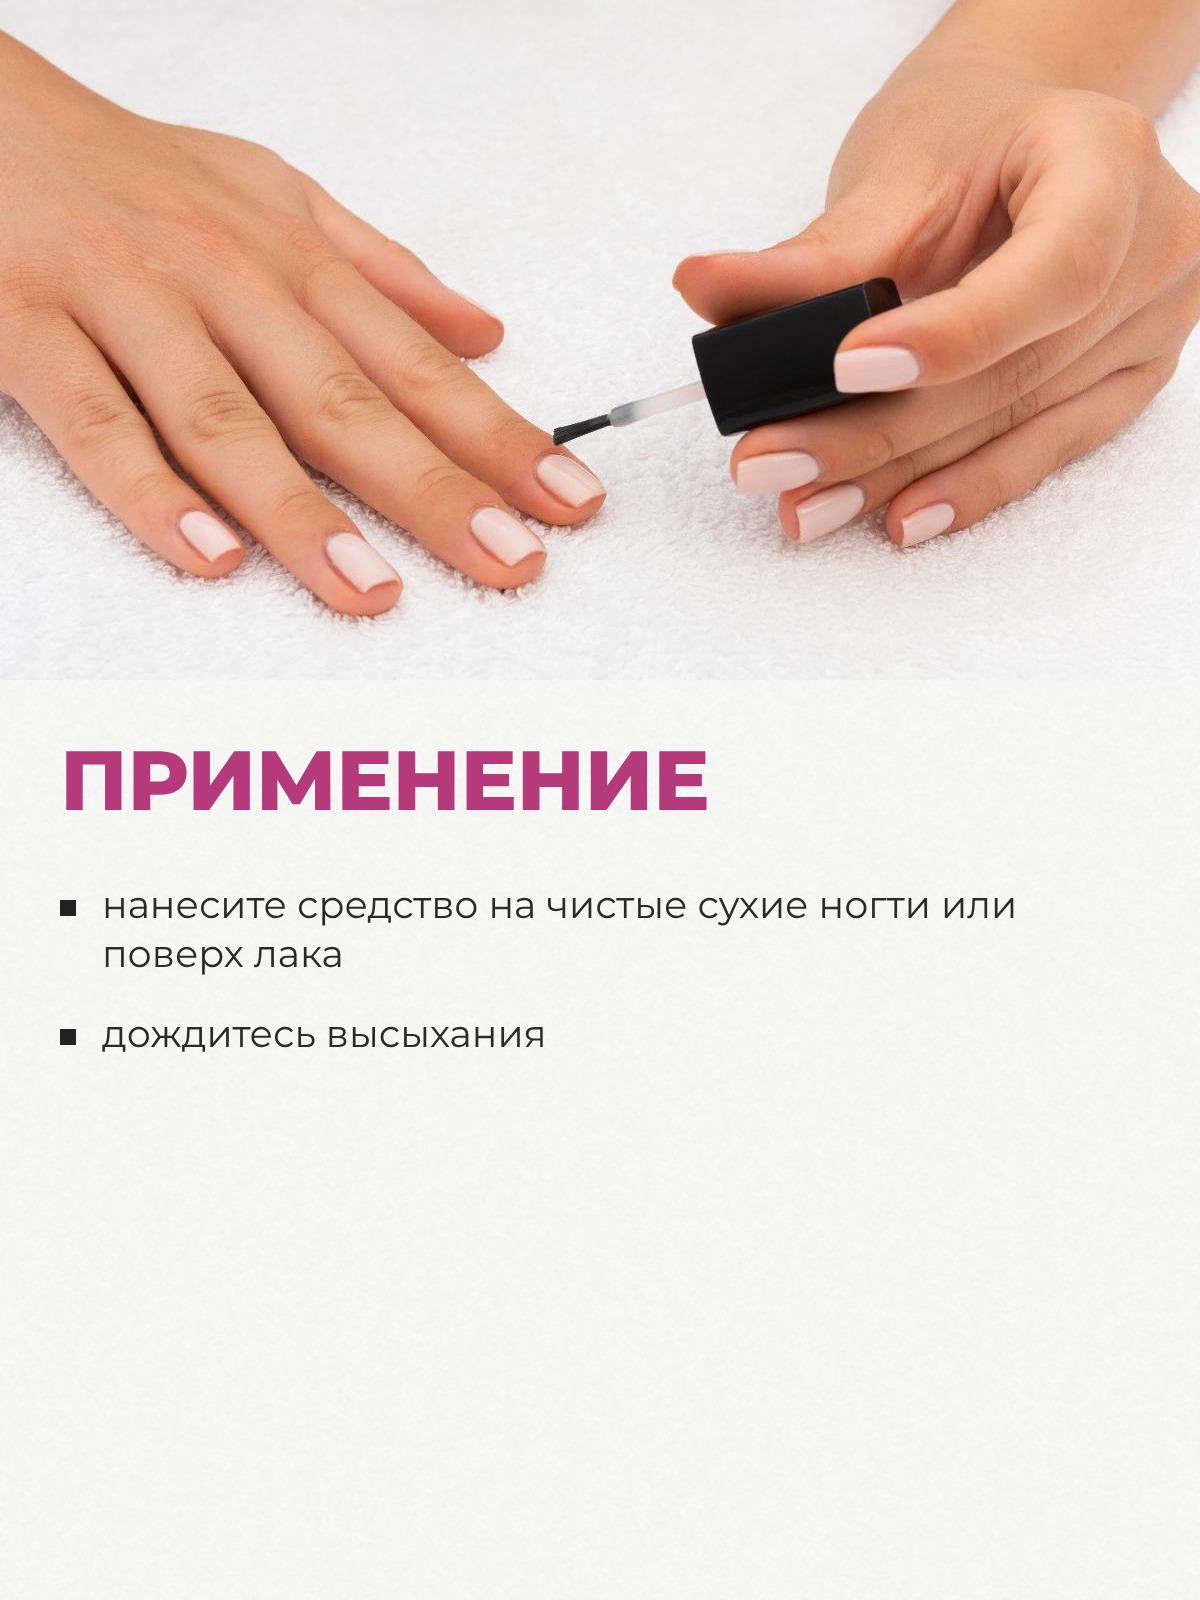 ПРИМЕНЕНИЕ
нанесите средство на чистые сухие ногти или
поверх лака
дождитесь высыхания